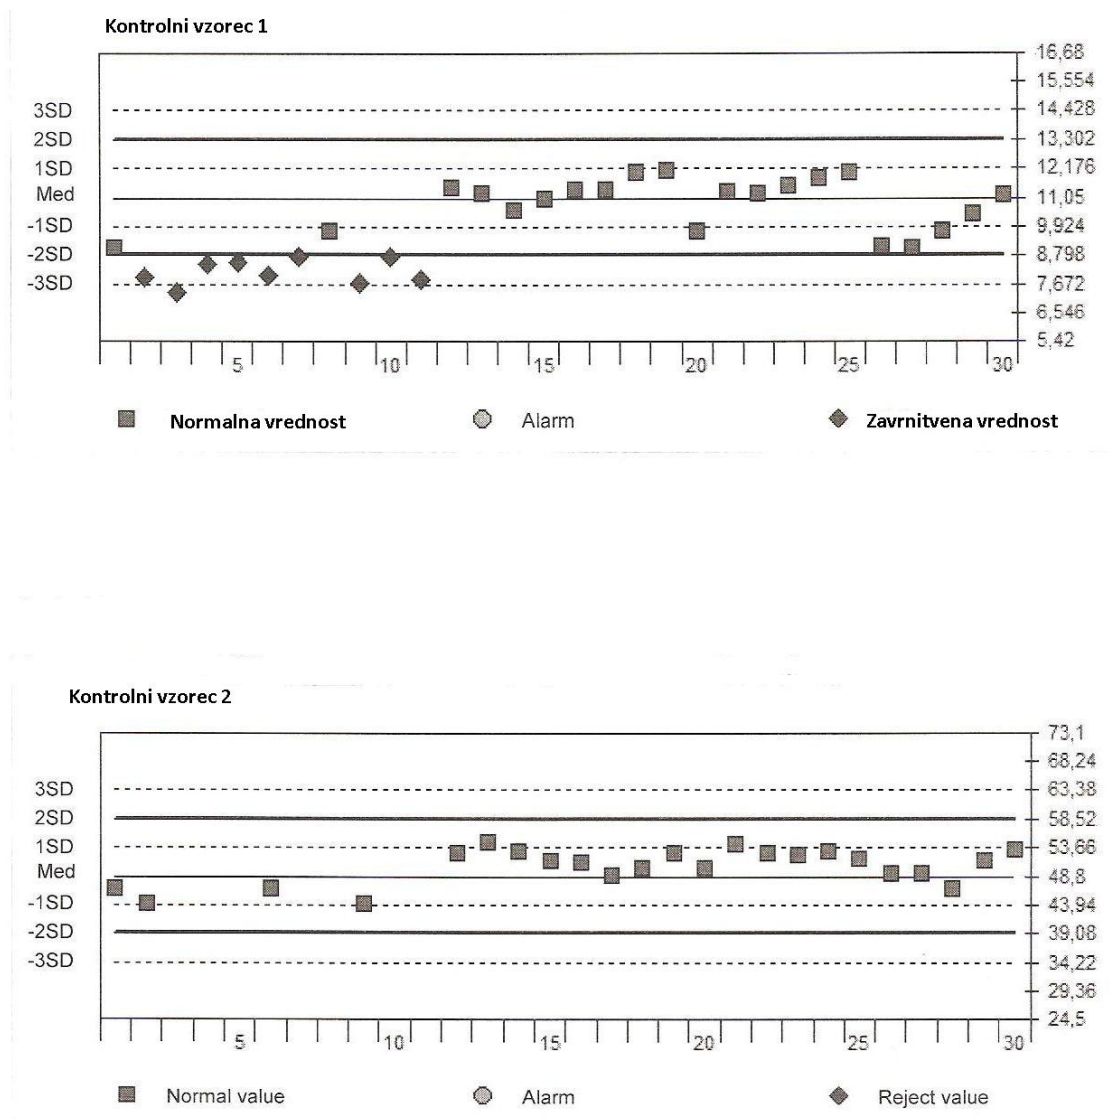 Kontrolni vzorec 1
16,68
15,554
3SD 14,428
2SD 13,302
1SD 12,176
Med 11,05
-1SD 9,924
-2SD 8,798
-3SD 7,672
6,546
5,42
5 10 15 20 25 30
Normalna vrednost Alarm Zavrnitvena vrednost
Kontrolni vzorec 2
73,1
68,24
3SD 63,38
2SD 58,52
1SD 53,66
Med 48,8
-1SD 43,94
-2SD 39,08
-3SD 34,22
29,36
24,5
5 10 15 20 25 30
Normal value Alarm Reject value